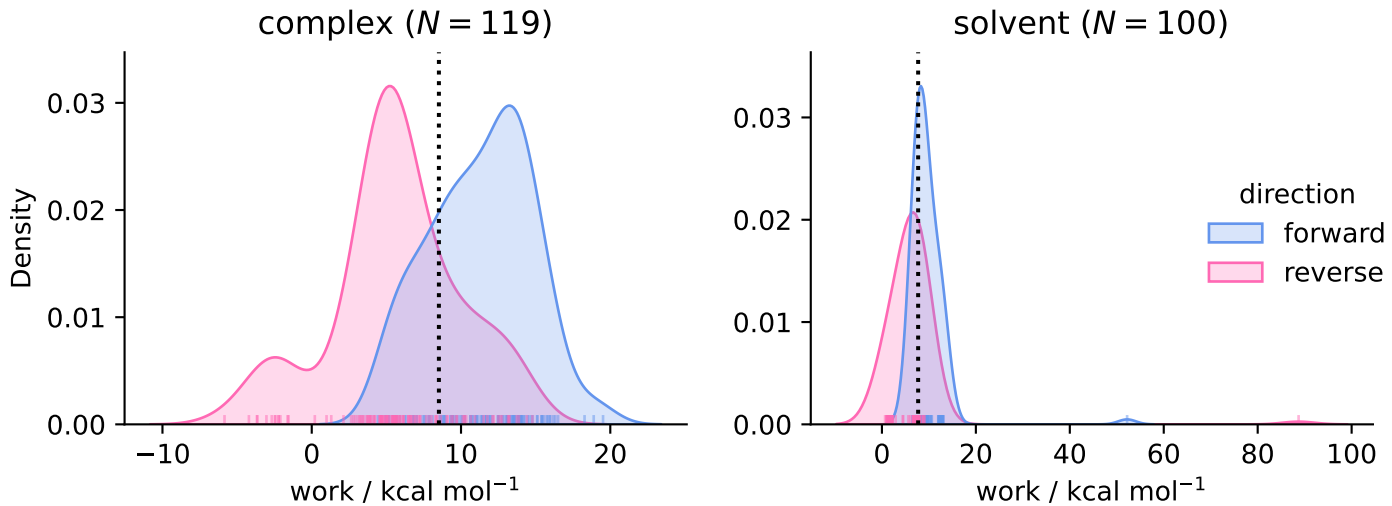 complex (N = 119)
Density
0.03
0.02
0.01
0.00
−10 0 10 20
work / kcal mol⁻¹
solvent (N = 100)
0.03
0.02
0.01
0.00
0 20 40 60 80 100
work / kcal mol⁻¹
direction
forward
reverse